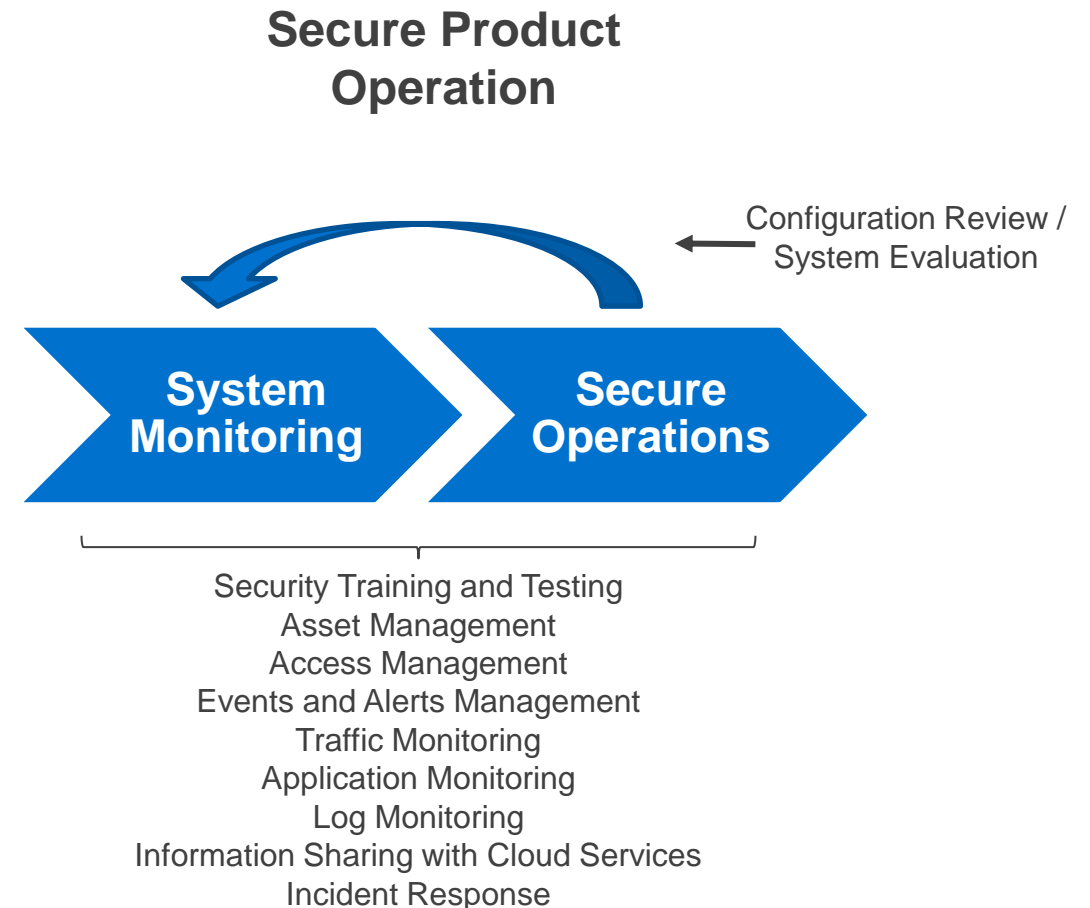 Secure Product
Operation
Configuration Review /
System Evaluation
System
Monitoring
Secure
Operations
Security Training and Testing
Asset Management
Access Management
Events and Alerts Management
Traffic Monitoring
Application Monitoring
Log Monitoring
Information Sharing with Cloud Services
Incident Response